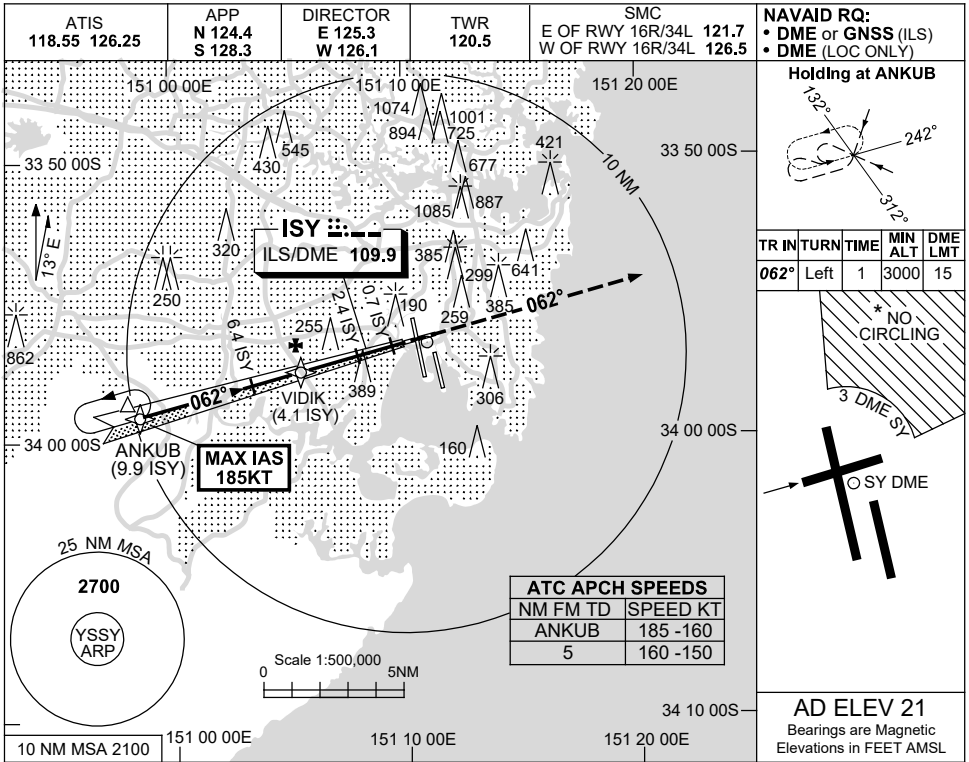 ATIS
118.55 126.25
APP
N 124.4
S 128.3
DIRECTOR
E 125.3
W 126.1
TWR
120.5
SMC
E OF RWY 16R/34L 121.7
W OF RWY 16R/34L 126.5
NAVAID RQ:
• DME or GNSS (ILS)
• DME (LOC ONLY)
151 00 00E
151 10 00E
151 20 00E
33 50 00S
33 50 00S
13° E
10 NM
1074
1001
894
725
677
421
545
430
1085
887
320
ISY
ILS/DME 109.9
385
641
299
250
190
259
385
062°
862
255
6.4 ISY
2.4 ISY
0.7 ISY
389
306
062°
VIDIK
(4.1 ISY)
34 00 00S
34 00 00S
160
ANKUB
(9.9 ISY)
MAX IAS
185KT
25 NM MSA
2700
YSSY
ARP
ATC APCH SPEEDS
NM FM TD SPEED KT
ANKUB 185 -160
5 160 -150
Scale 1:500,000
0 5NM
34 10 00S
10 NM MSA 2100
151 00 00E
151 10 00E
151 20 00E
Holding at ANKUB
132°
242°
312°
TR IN TURN TIME MIN ALT DME LMT
062° Left 1 3000 15
* NO
CIRCLING
3 DME SY
SY DME
AD ELEV 21
Bearings are Magnetic
Elevations in FEET AMSL